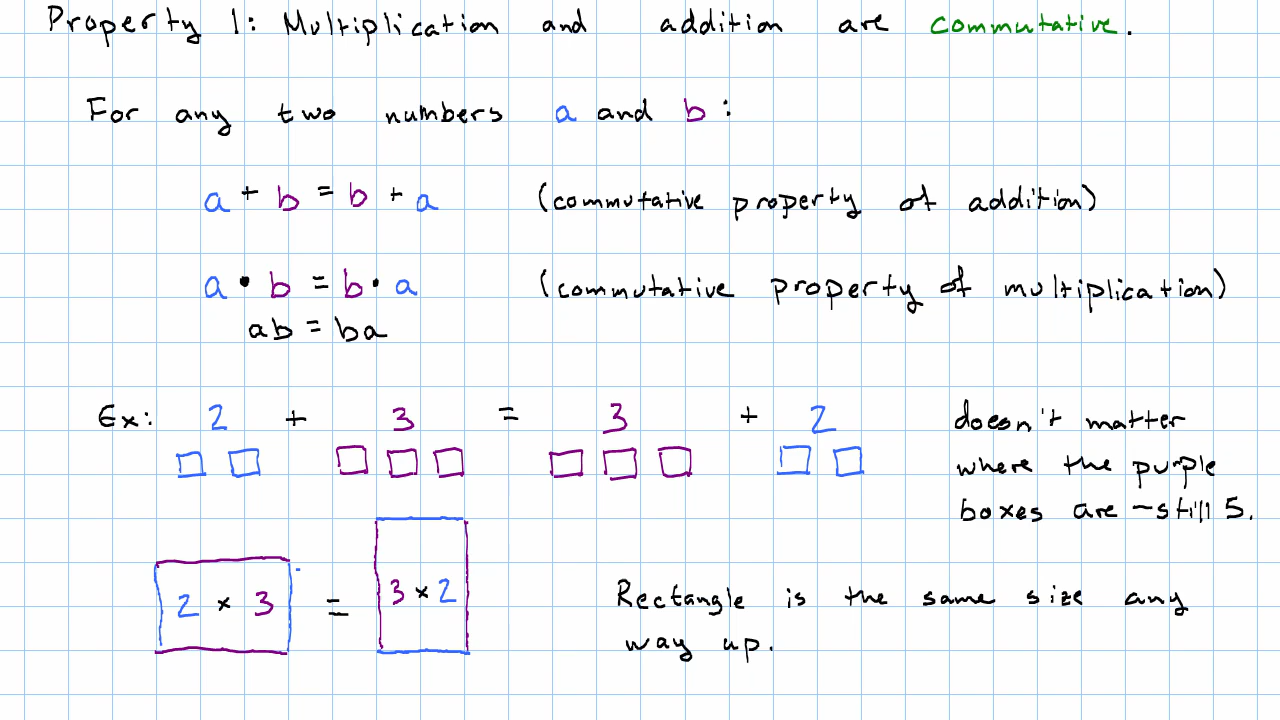 Property 1: Multiplication and addition are commutative.
For any two numbers a and b:
a + b = b + a (commutative property of addition)
a • b = b • a (commutative property of multiplication)
ab = ba
Ex: 2 + 3 = 3 + 2 doesn't matter
where the purple
boxes are - still 5.
2 × 3 = 3 × 2 Rectangle is the same size any
way up.